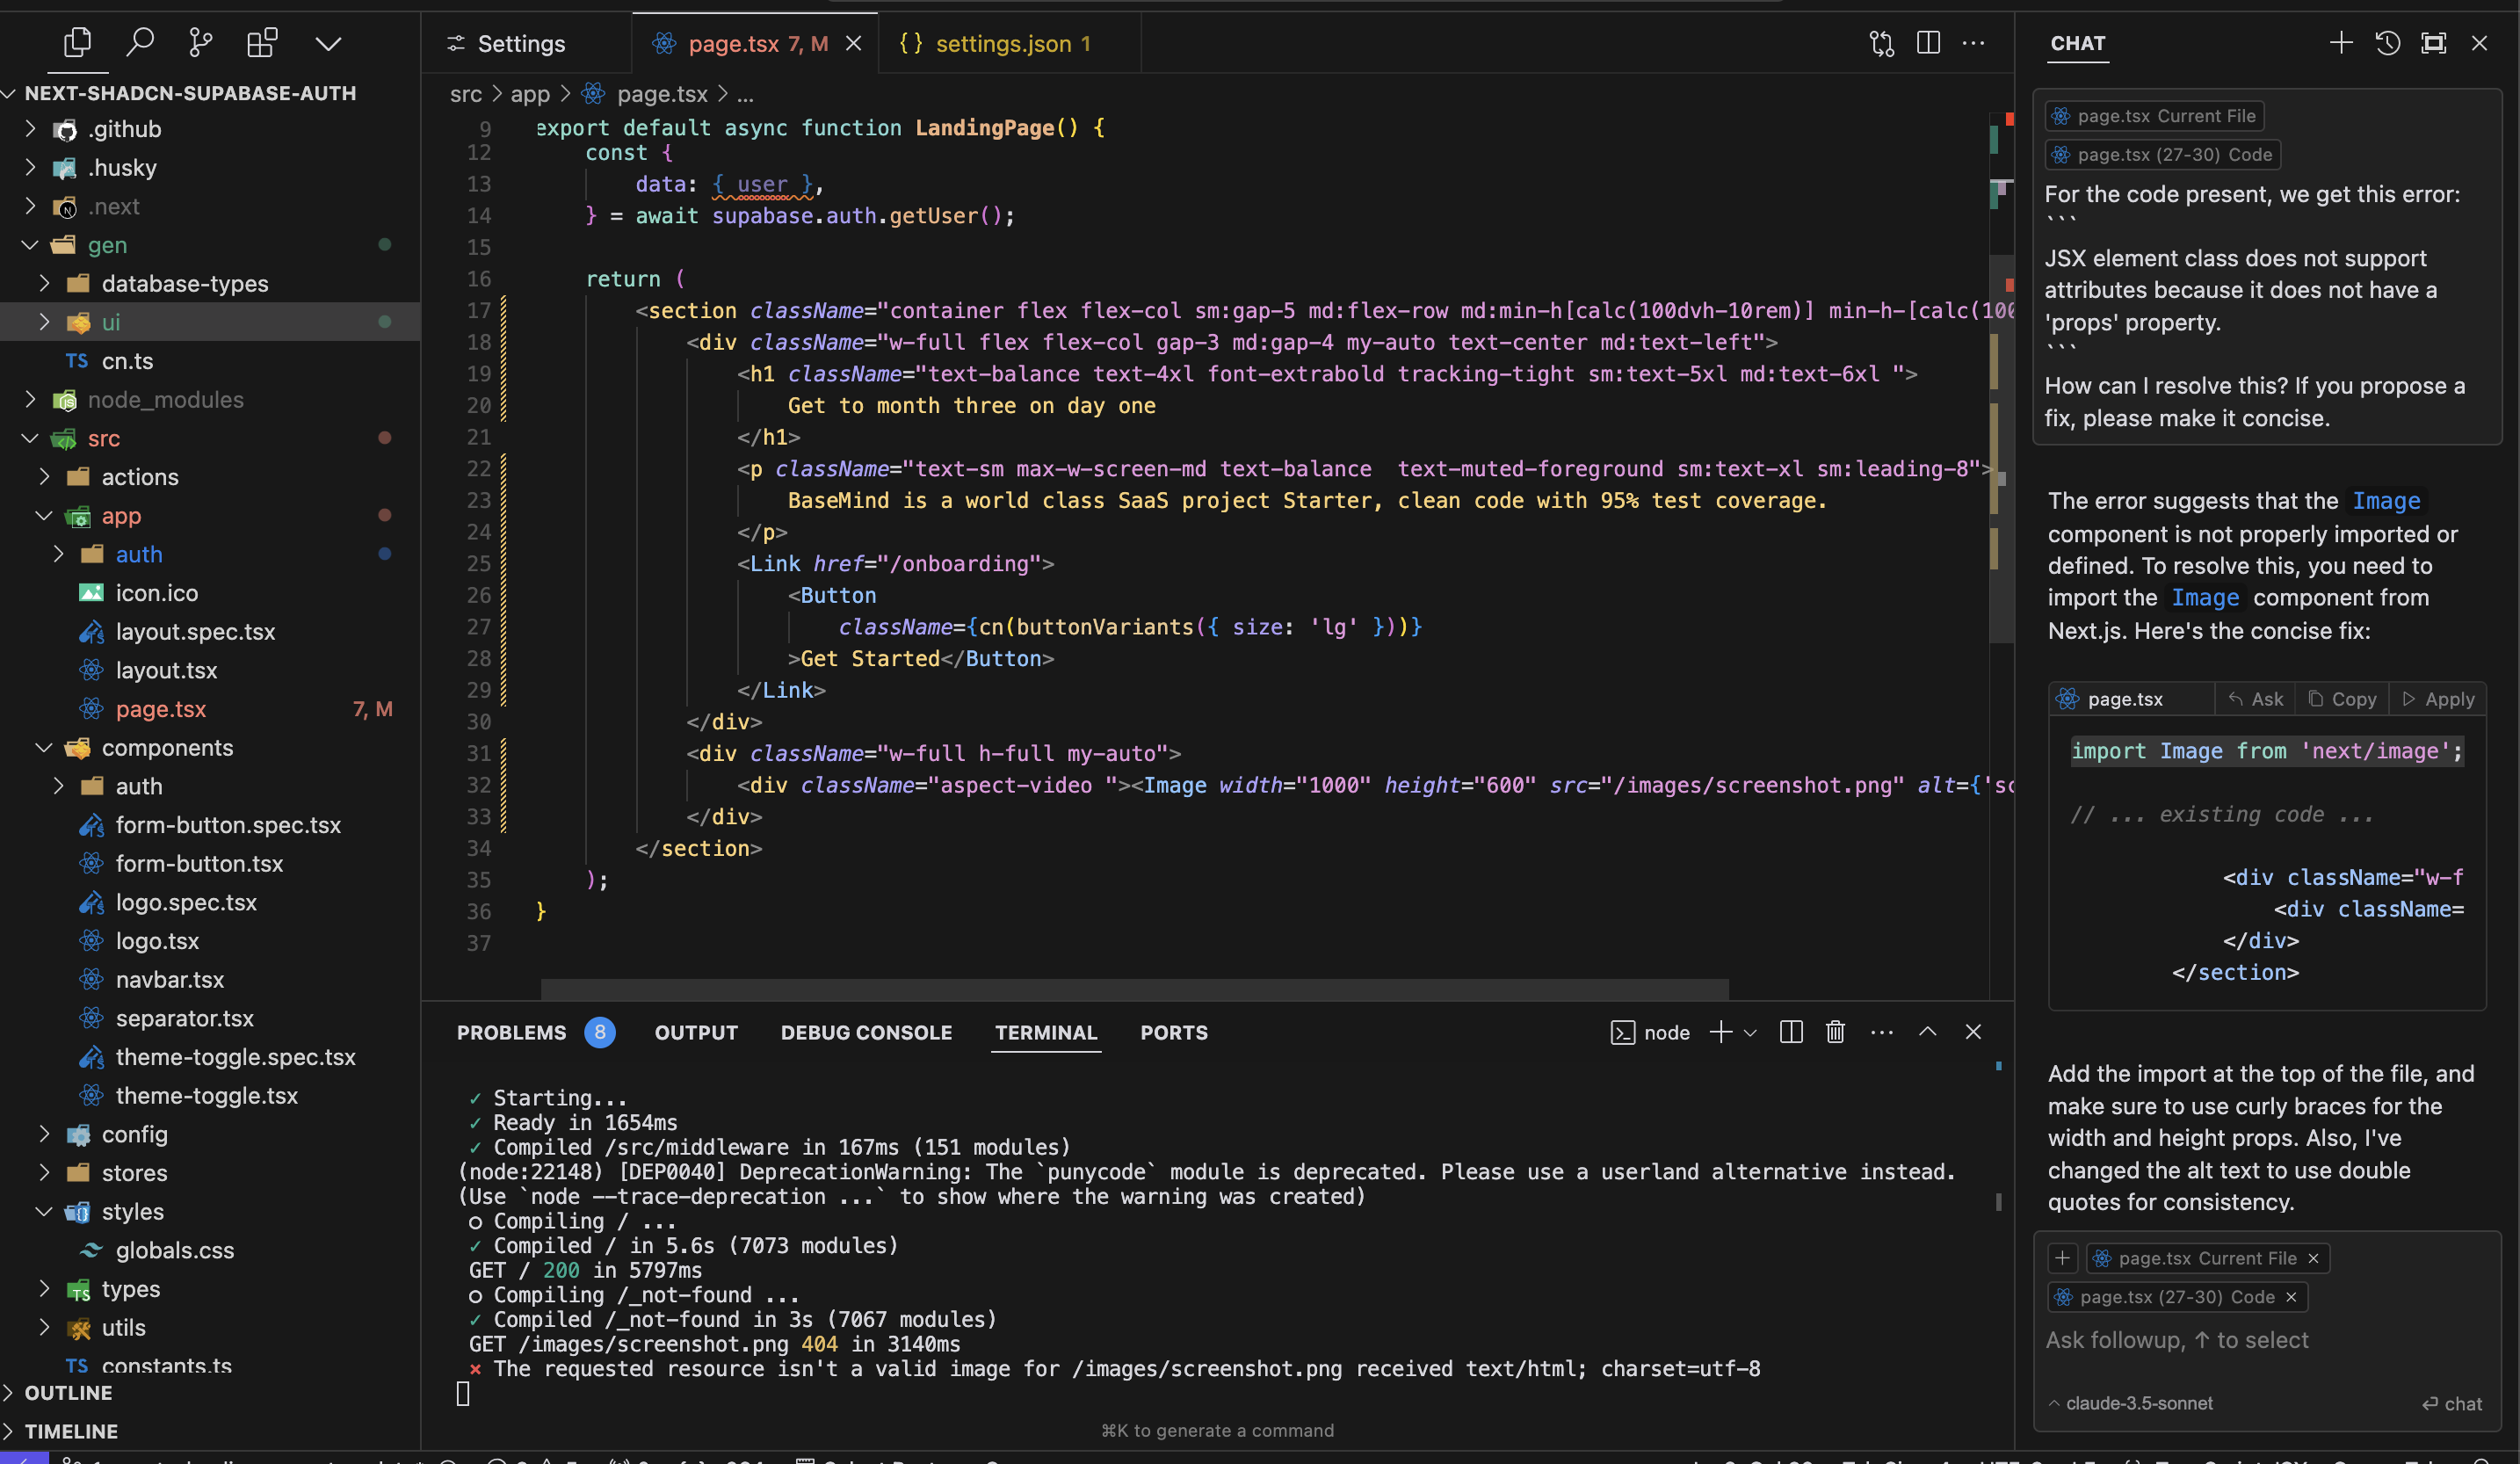 NEXT-SHADCN-SUPABASE-AUTH
.github
.husky
.next
gen
database-types
ui
TS cn.ts
node_modules
src
actions
app
auth
icon.ico
layout.spec.tsx
layout.tsx
page.tsx 7, M
components
auth
form-button.spec.tsx
form-button.tsx
logo.spec.tsx
logo.tsx
navbar.tsx
separator.tsx
theme-toggle.spec.tsx
theme-toggle.tsx
config
stores
styles
globals.css
types
utils
TS constants.ts
OUTLINE
TIMELINE
Settings
page.tsx 7, M
{} settings.json 1
src > app > page.tsx > ...
9 export default async function LandingPage() {
12 const {
13 data: { user },
14 } = await supabase.auth.getUser();
15
16 return (
17 <section className="container flex flex-col sm:gap-5 md:flex-row md:min-h[calc(100dvh-10rem)] min-h-[calc(100
18 <div className="w-full flex flex-col gap-3 md:gap-4 my-auto text-center md:text-left">
19 <h1 className="text-balance text-4xl font-extrabold tracking-tight sm:text-5xl md:text-6xl ">
20 Get to month three on day one
21 </h1>
22 <p className="text-sm max-w-screen-md text-balance  text-muted-foreground sm:text-xl sm:leading-8">
23 BaseMind is a world class SaaS project Starter, clean code with 95% test coverage.
24 </p>
25 <Link href="/onboarding">
26 <Button
27 className={cn(buttonVariants({ size: 'lg' }))}
28 >Get Started</Button>
29 </Link>
30 </div>
31 <div className="w-full h-full my-auto">
32 <div className="aspect-video "><Image width="1000" height="600" src="/images/screenshot.png" alt={'sc
33 </div>
34 </section>
35 );
36 }
37
PROBLEMS 8 OUTPUT DEBUG CONSOLE TERMINAL PORTS
node
✓ Starting...
✓ Ready in 1654ms
✓ Compiled /src/middleware in 167ms (151 modules)
(node:22148) [DEP0040] DeprecationWarning: The `punycode` module is deprecated. Please use a userland alternative instead.
(Use `node --trace-deprecation ...` to show where the warning was created)
○ Compiling / ...
✓ Compiled / in 5.6s (7073 modules)
GET / 200 in 5797ms
○ Compiling /_not-found ...
✓ Compiled /_not-found in 3s (7067 modules)
GET /images/screenshot.png 404 in 3140ms
⨯ The requested resource isn't a valid image for /images/screenshot.png received text/html; charset=utf-8
⌘K to generate a command
CHAT
page.tsx Current File
page.tsx (27-30) Code
For the code present, we get this error:
```
JSX element class does not support
attributes because it does not have a
'props' property.
```
How can I resolve this? If you propose a
fix, please make it concise.
The error suggests that the Image
component is not properly imported or
defined. To resolve this, you need to
import the Image component from
Next.js. Here's the concise fix:
page.tsx Ask Copy Apply
import Image from 'next/image';
// ... existing code ...
<div className="w-f
<div className=
</div>
</section>
Add the import at the top of the file, and
make sure to use curly braces for the
width and height props. Also, I've
changed the alt text to use double
quotes for consistency.
page.tsx Current File
page.tsx (27-30) Code
Ask followup, ↑ to select
claude-3.5-sonnet
chat